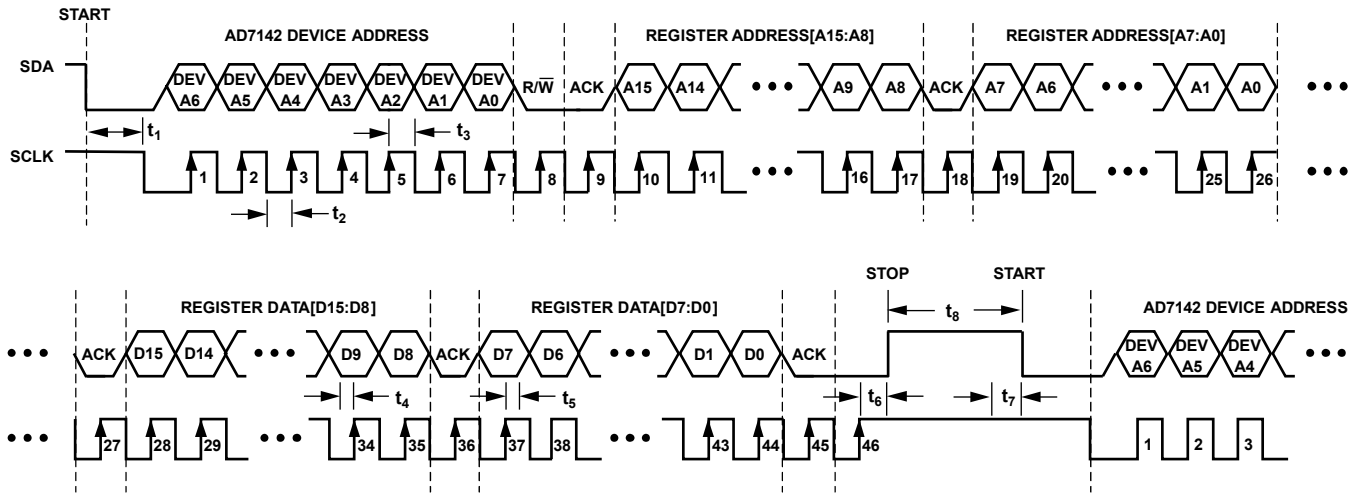 START
AD7142 DEVICE ADDRESS REGISTER ADDRESS[A15:A8] REGISTER ADDRESS[A7:A0]
SDA DEV A6 DEV A5 DEV A4 DEV A3 DEV A2 DEV A1 DEV A0 R/W̅ ACK A15 A14 A9 A8 ACK A7 A6 A1 A0
t1 t3
SCLK 1 2 3 4 5 6 7 8 9 10 11 16 17 18 19 20 25 26
t2
STOP START
REGISTER DATA[D15:D8] REGISTER DATA[D7:D0] t8 AD7142 DEVICE ADDRESS
ACK D15 D14 D9 D8 ACK D7 D6 D1 D0 ACK DEV A6 DEV A5 DEV A4
t4 t5 t6 t7
27 28 29 34 35 36 37 38 43 44 45 46 1 2 3